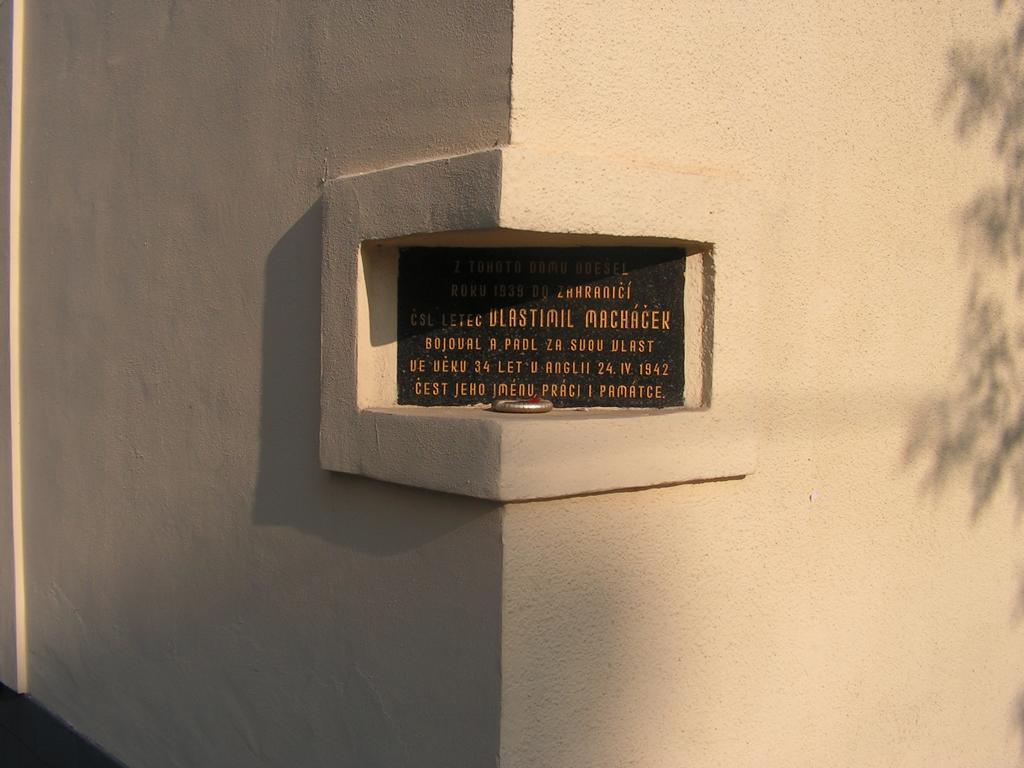 Z TOHOTO DOMU ODEŠEL
ROKU 1939 DO ZAHRANIČÍ
ČSL. LETEC VLASTIMIL MACHÁČEK
BOJOVAL A PADL ZA SVOU VLAST
VE VĚKU 34 LET V ANGLII 24. IV. 1942
ČEST JEHO JMÉNU, PRÁCI I PAMÁTCE.